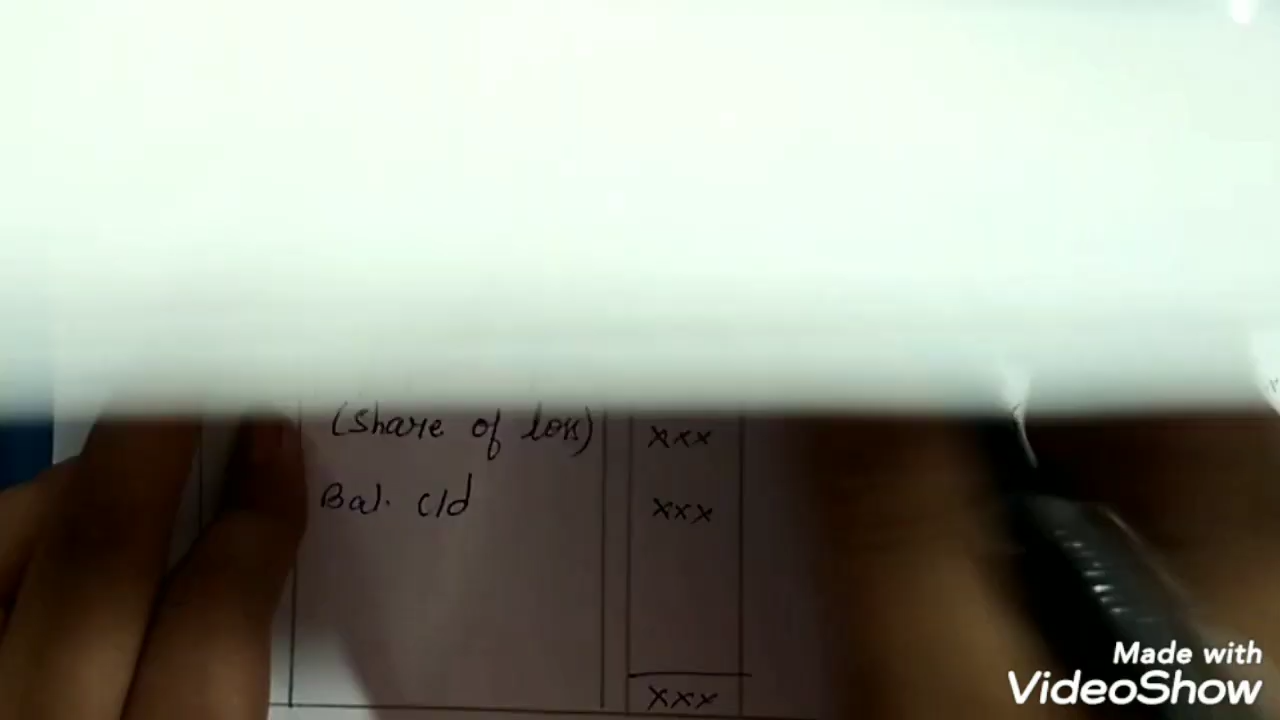 (Share of loss) xxx
Bal. c/d xxx
xxx
Made with
VideoShow